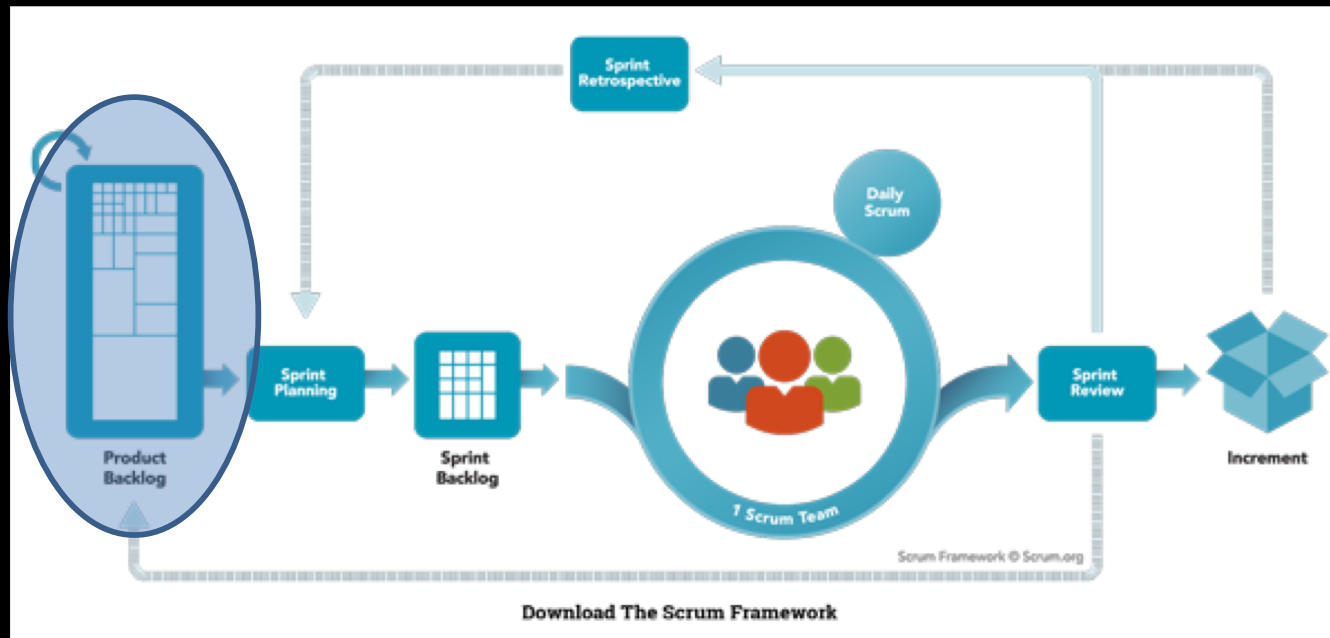 Sprint
Retrospective
Daily
Scrum
Sprint
Planning
Sprint
Review
Product
Backlog
Sprint
Backlog
Increment
1 Scrum Team
Scrum Framework © Scrum.org
Download The Scrum Framework